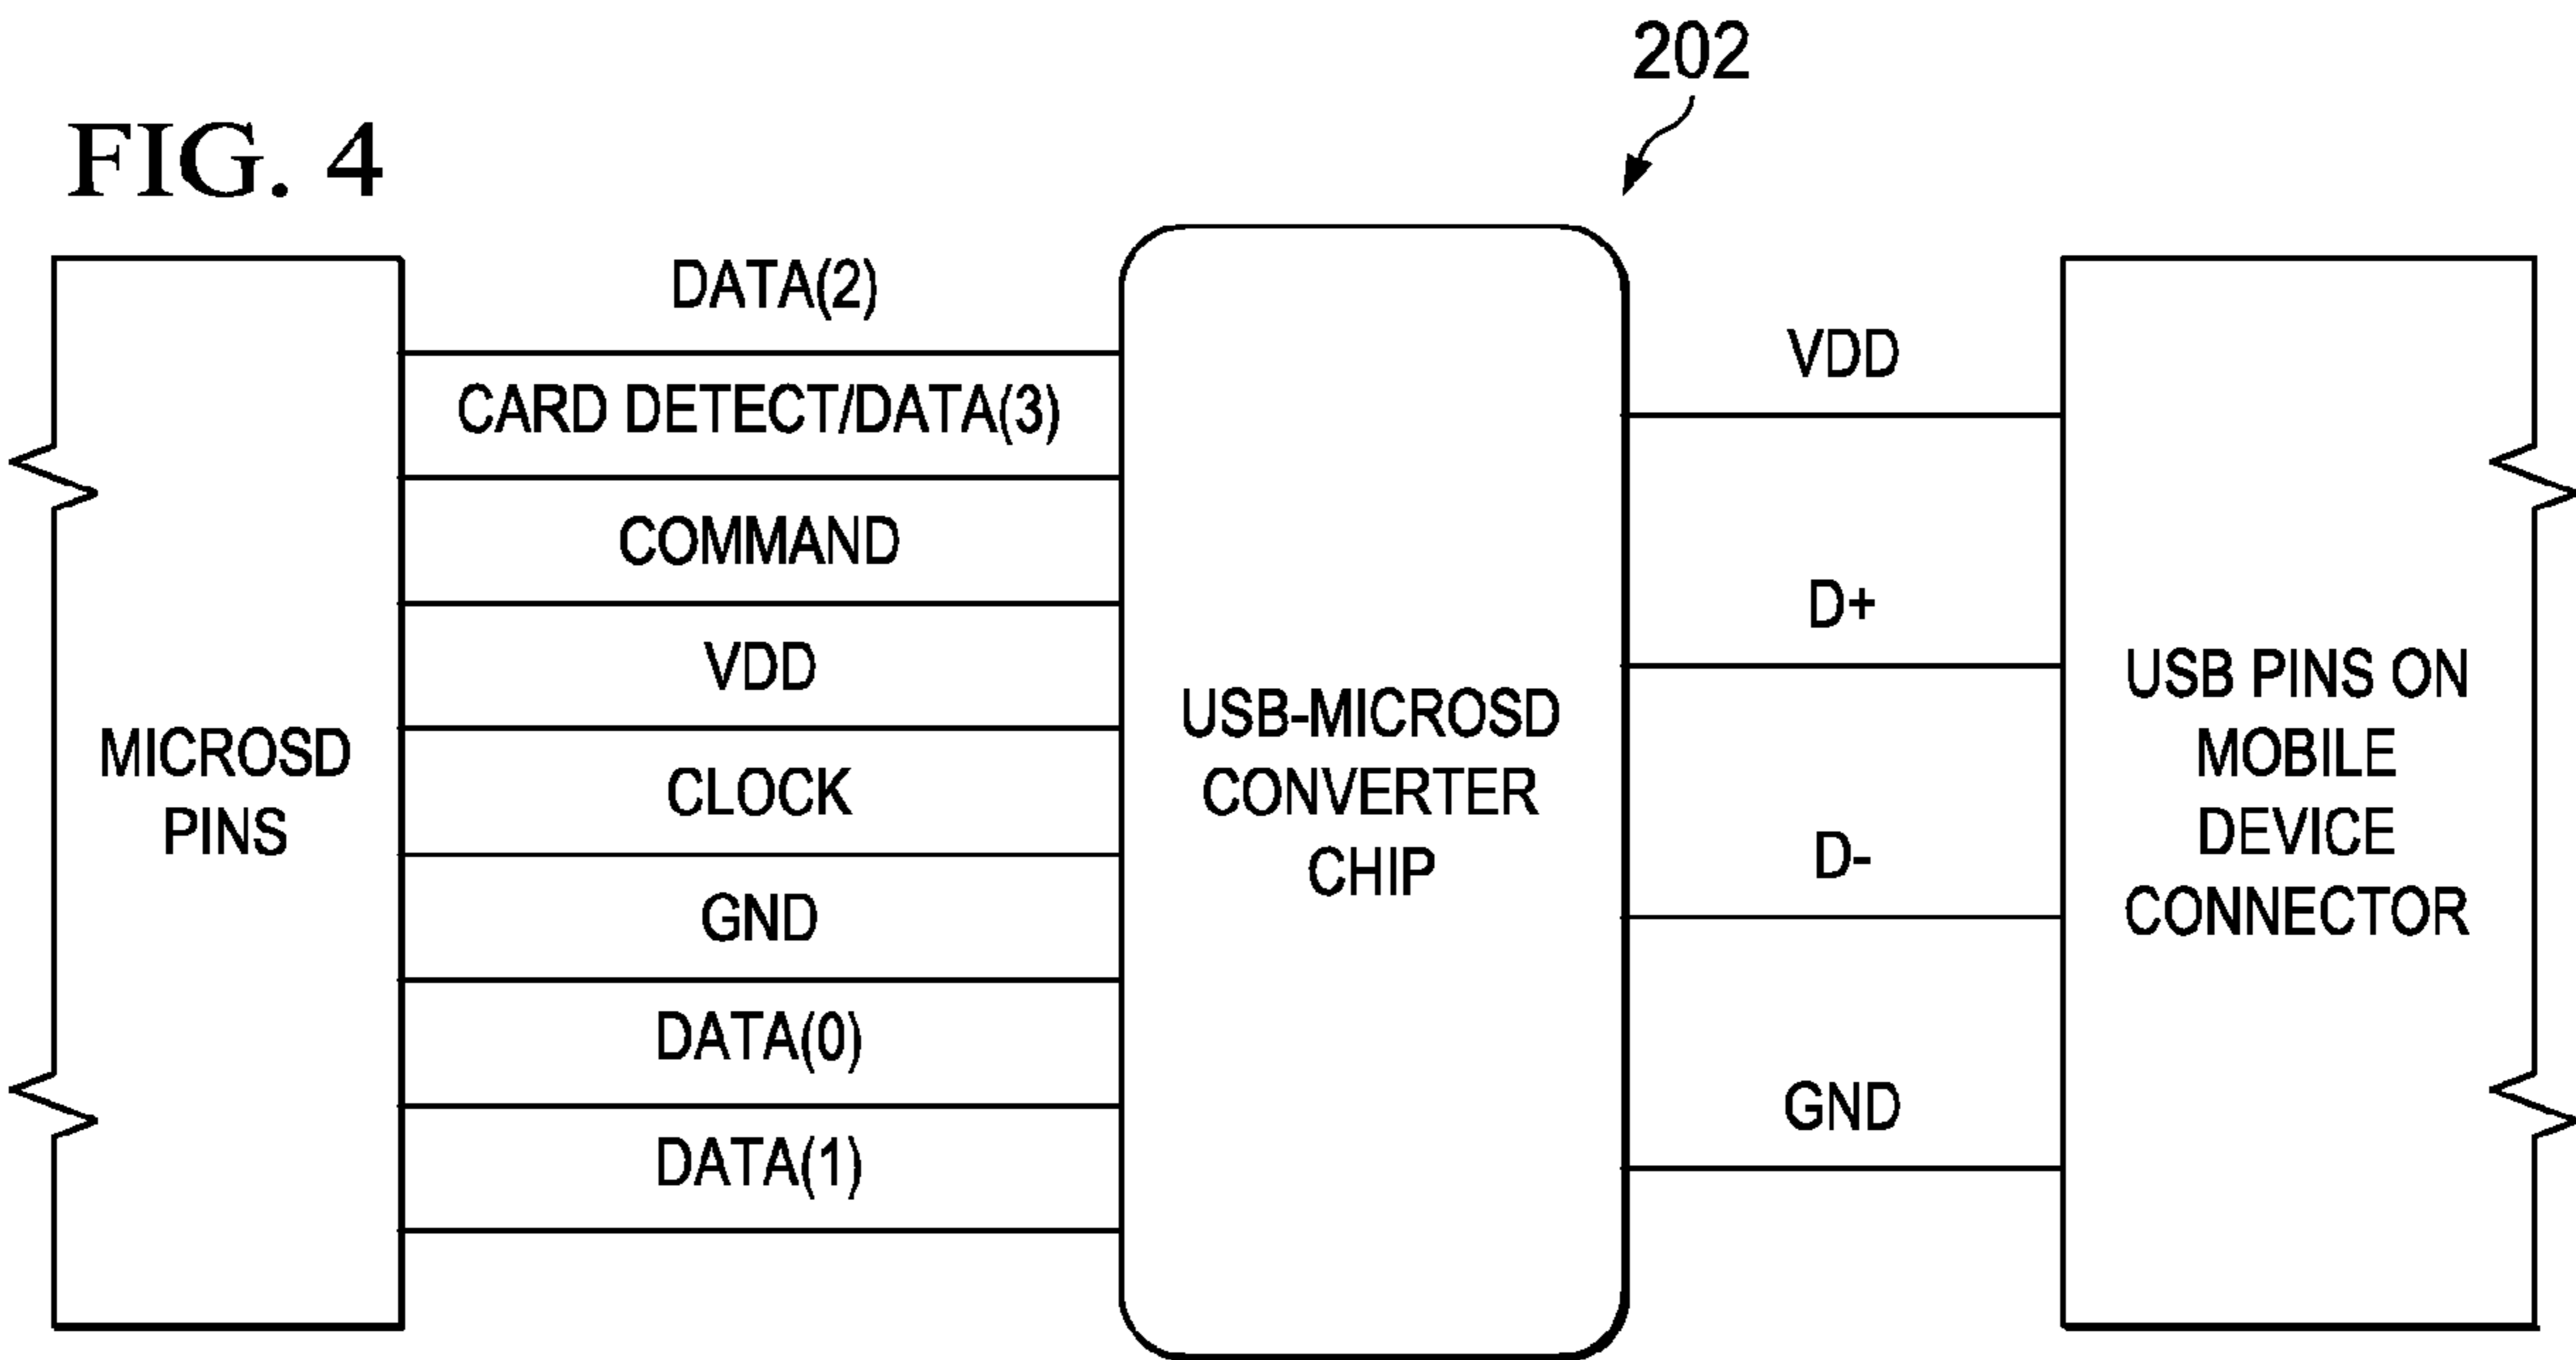 202
FIG. 4
DATA(2)
CARD DETECT/DATA(3)
COMMAND
VDD
CLOCK
GND
DATA(0)
DATA(1)
MICROSD
PINS
USB-MICROSD
CONVERTER
CHIP
VDD
D+
D-
GND
USB PINS ON
MOBILE
DEVICE
CONNECTOR